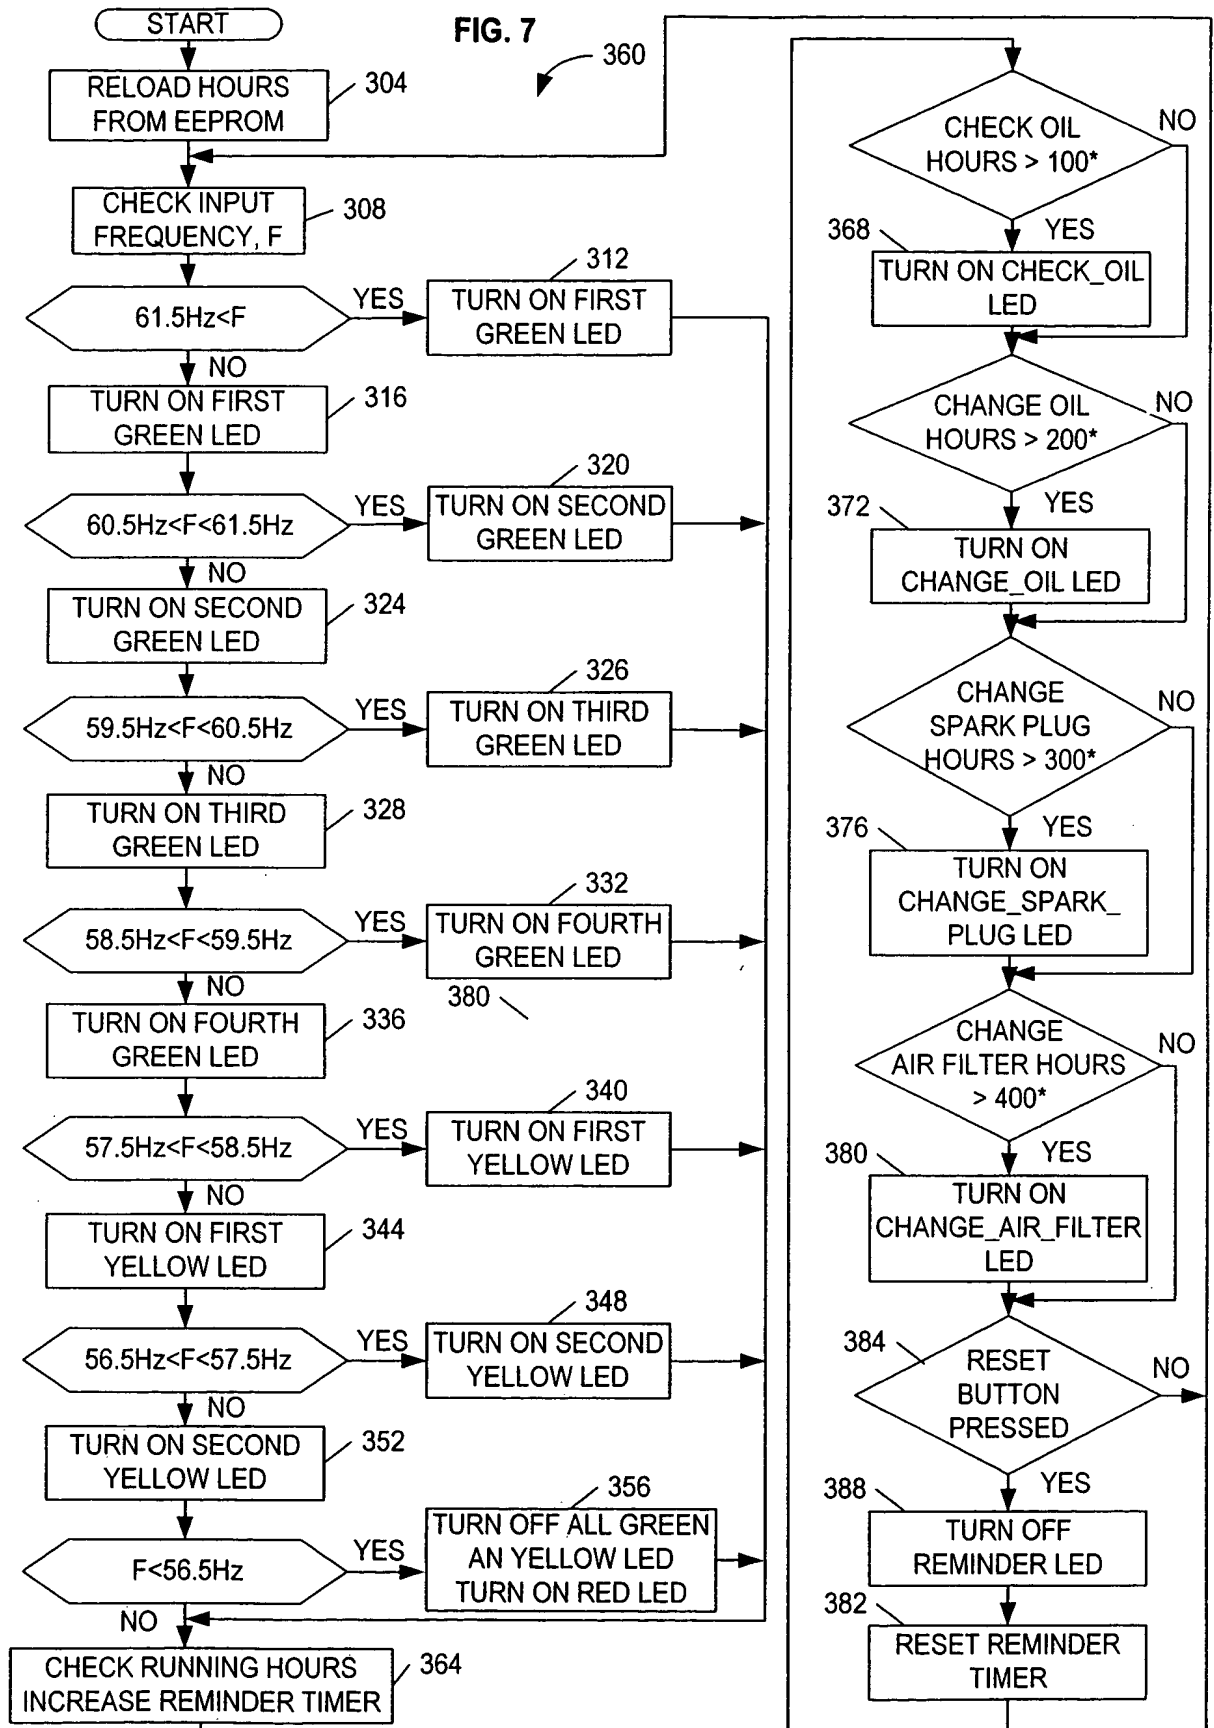 START
FIG. 7
360
RELOAD HOURS
FROM EEPROM
304
CHECK INPUT
FREQUENCY, F
308
61.5Hz<F
YES
312
TURN ON FIRST
GREEN LED
NO
TURN ON FIRST
GREEN LED
316
60.5Hz<F<61.5Hz
YES
320
TURN ON SECOND
GREEN LED
NO
TURN ON SECOND
GREEN LED
324
59.5Hz<F<60.5Hz
YES
326
TURN ON THIRD
GREEN LED
NO
TURN ON THIRD
GREEN LED
328
58.5Hz<F<59.5Hz
YES
332
TURN ON FOURTH
GREEN LED
380
NO
TURN ON FOURTH
GREEN LED
336
57.5Hz<F<58.5Hz
YES
340
TURN ON FIRST
YELLOW LED
NO
TURN ON FIRST
YELLOW LED
344
56.5Hz<F<57.5Hz
YES
348
TURN ON SECOND
YELLOW LED
NO
TURN ON SECOND
YELLOW LED
352
F<56.5Hz
YES
356
TURN OFF ALL GREEN
AN YELLOW LED
TURN ON RED LED
NO
CHECK RUNNING HOURS
INCREASE REMINDER TIMER
364
CHECK OIL
HOURS > 100*
NO
YES
368
TURN ON CHECK_OIL
LED
CHANGE OIL
HOURS > 200*
NO
YES
372
TURN ON
CHANGE_OIL LED
CHANGE
SPARK PLUG
HOURS > 300*
NO
YES
376
TURN ON
CHANGE_SPARK_
PLUG LED
CHANGE
AIR FILTER HOURS
> 400*
NO
YES
380
TURN ON
CHANGE_AIR_FILTER
LED
384
RESET
BUTTON
PRESSED
NO
YES
388
TURN OFF
REMINDER LED
382
RESET REMINDER
TIMER